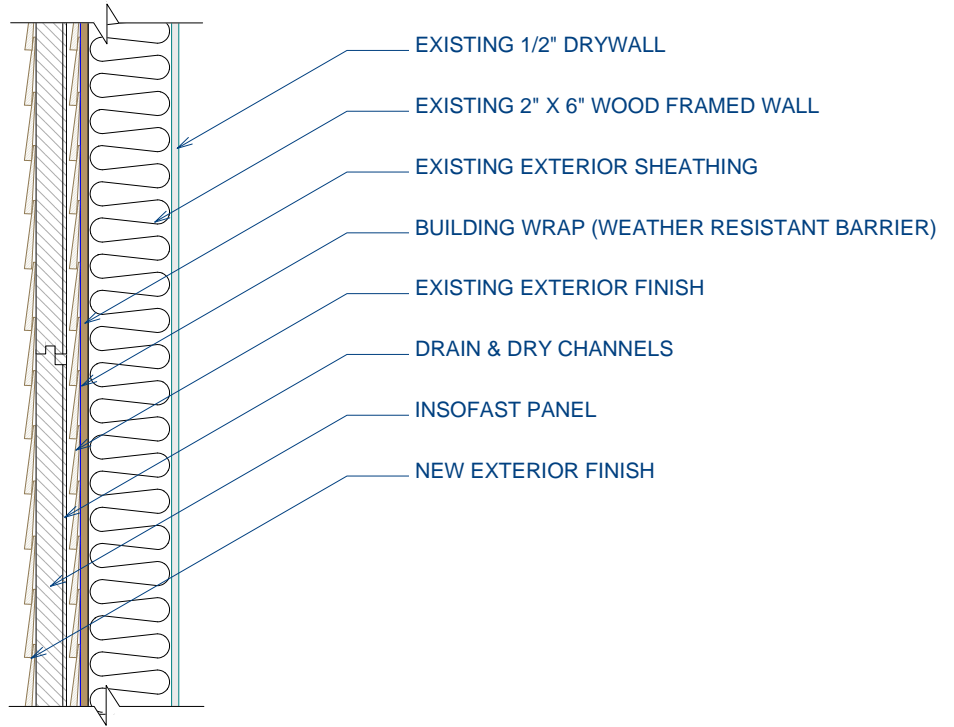 EXISTING 1/2" DRYWALL
EXISTING 2" X 6" WOOD FRAMED WALL
EXISTING EXTERIOR SHEATHING
BUILDING WRAP (WEATHER RESISTANT BARRIER)
EXISTING EXTERIOR FINISH
DRAIN & DRY CHANNELS
INSOFAST PANEL
NEW EXTERIOR FINISH